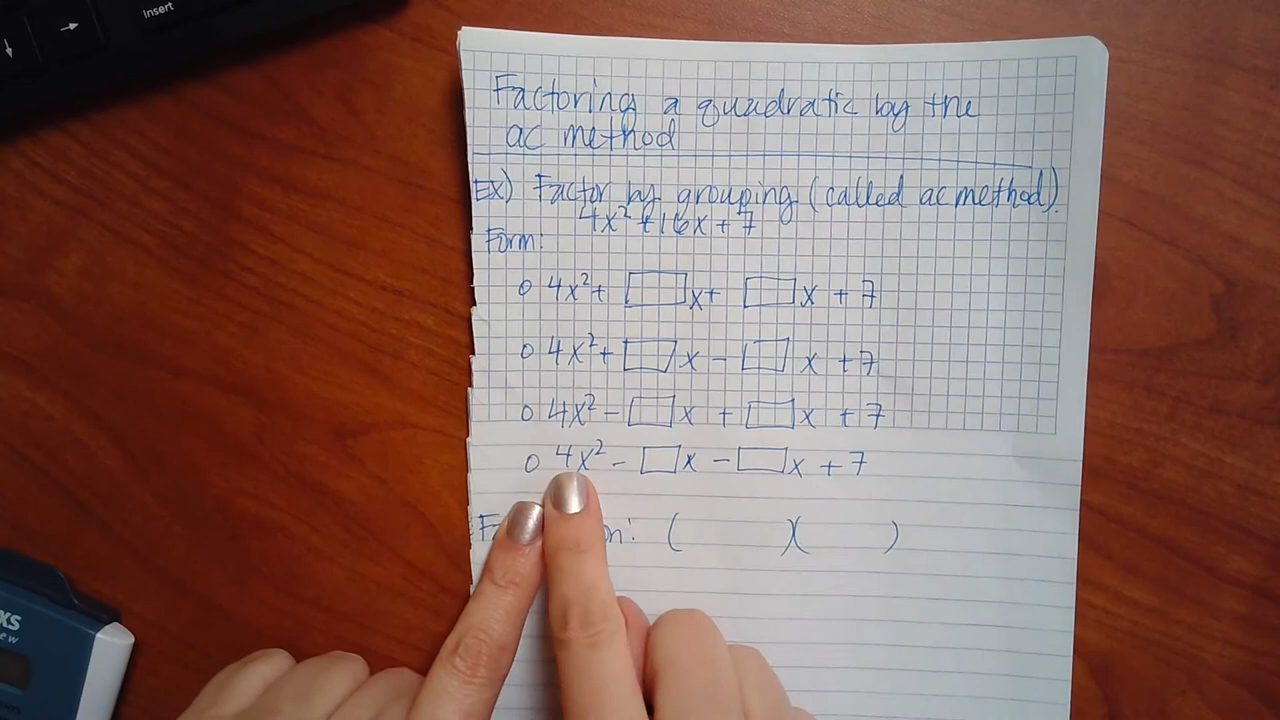 Insert
Factoring a quadratic by the
ac method
Ex) Factor by grouping (called ac method).
4x² + 16x + 7
Form:
o 4x² + □x + □x + 7
o 4x² + □x - □x + 7
o 4x² - □x + □x + 7
o 4x² - □x - □x + 7
: ( )( )